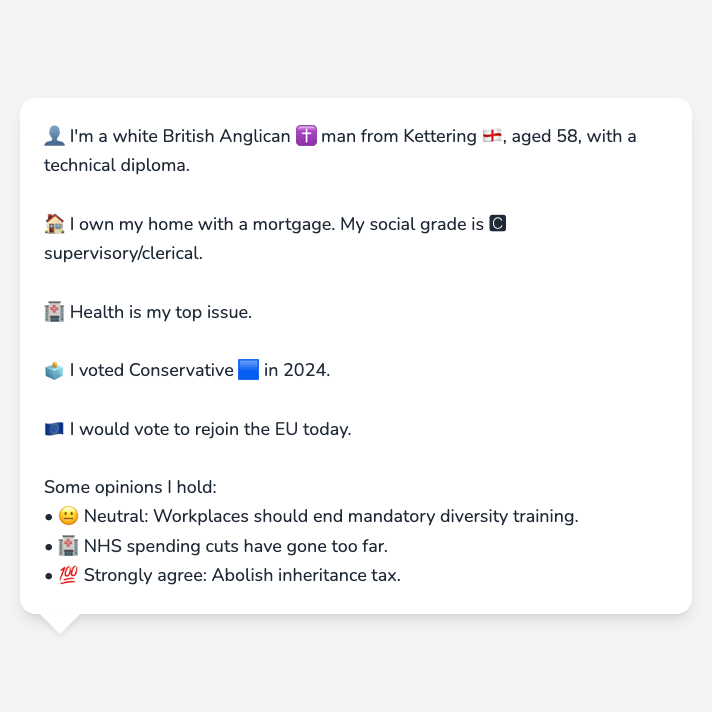 👤 I'm a white British Anglican ✝️ man from Kettering 🏴󠁧󠁢󠁥󠁮󠁧󠁿, aged 58, with a
technical diploma.
🏠 I own my home with a mortgage. My social grade is 🅲
supervisory/clerical.
🏥 Health is my top issue.
🗳️ I voted Conservative 🟦 in 2024.
🇪🇺 I would vote to rejoin the EU today.
Some opinions I hold:
• 😐 Neutral: Workplaces should end mandatory diversity training.
• 🏥 NHS spending cuts have gone too far.
• 💯 Strongly agree: Abolish inheritance tax.